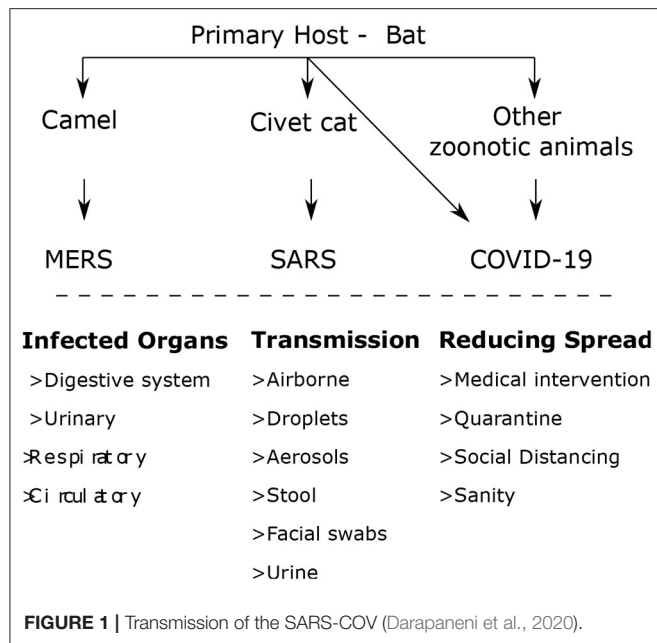 Primary Host - Bat
Camel
Civet cat
Other
zoonotic animals
MERS
SARS
COVID-19
Infected Organs
>Digestive system
>Urinary
>Respiratory
>Circulatory
Transmission
>Airborne
>Droplets
>Aerosols
>Stool
>Facial swabs
>Urine
Reducing Spread
>Medical intervention
>Quarantine
>Social Distancing
>Sanity
FIGURE 1 | Transmission of the SARS-COV (Darapaneni et al., 2020).